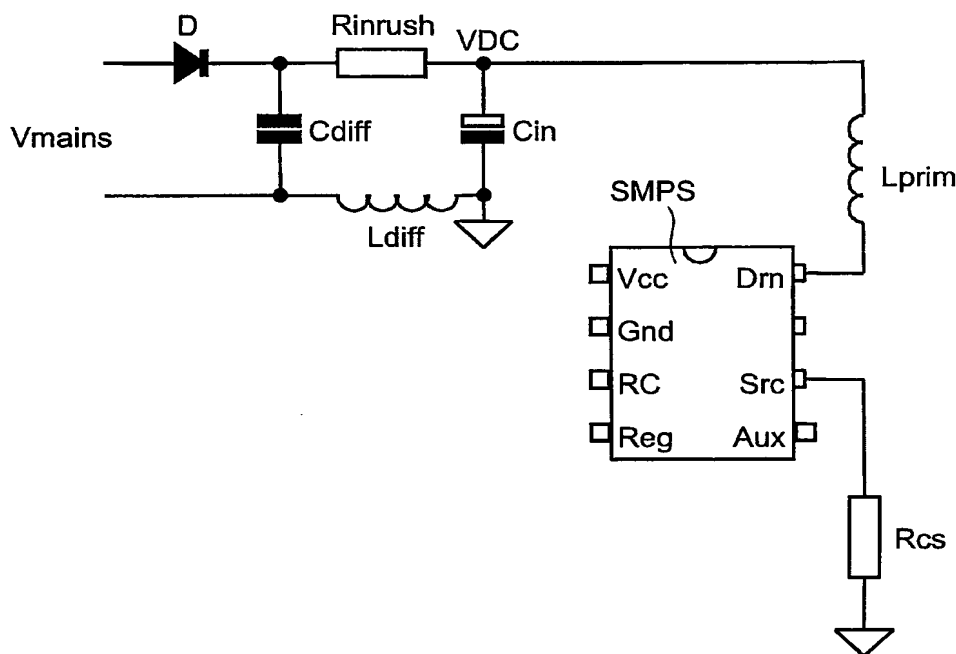 D
Rinrush
VDC
Vmains
Cdiff
Cin
Lprim
Ldiff
SMPS
Vcc
Drn
Gnd
RC
Src
Reg
Aux
Rcs